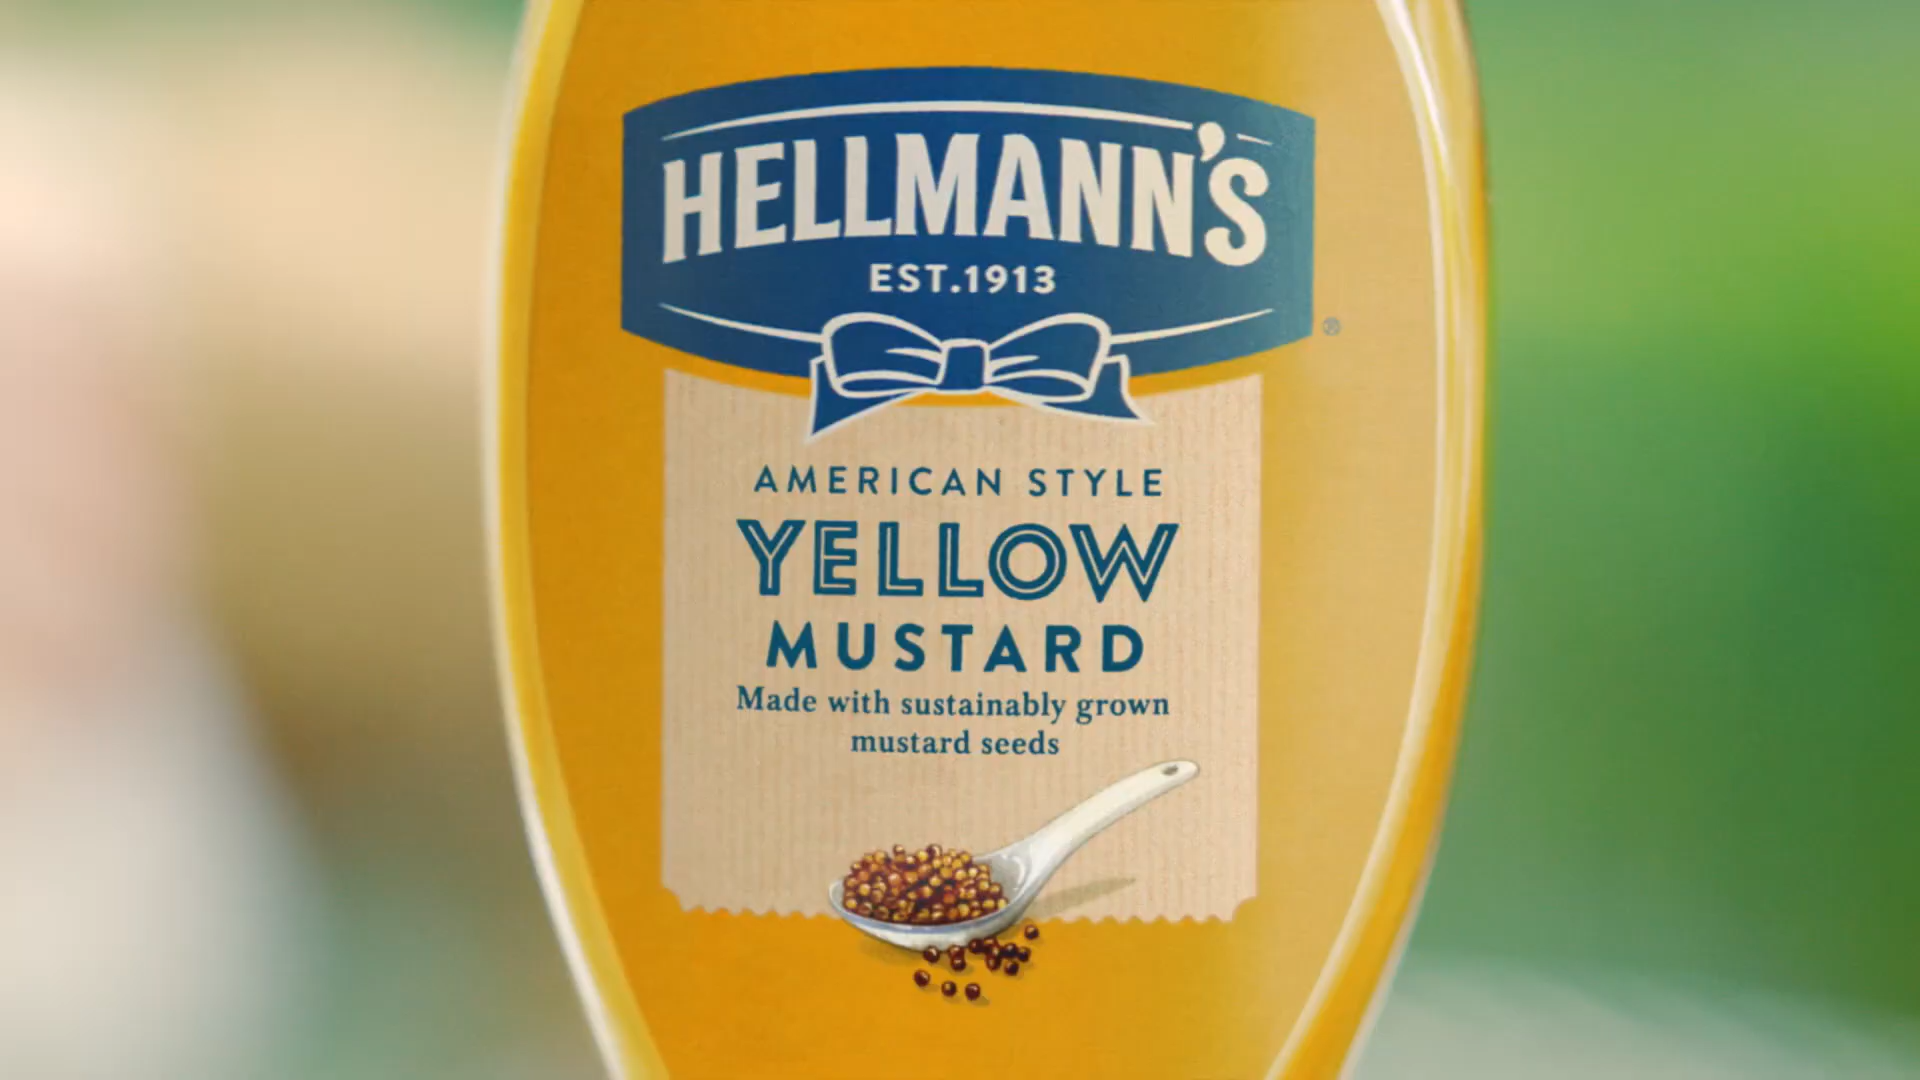 HELLMANN'S
EST.1913
®
AMERICAN STYLE
YELLOW
MUSTARD
Made with sustainably grown
mustard seeds